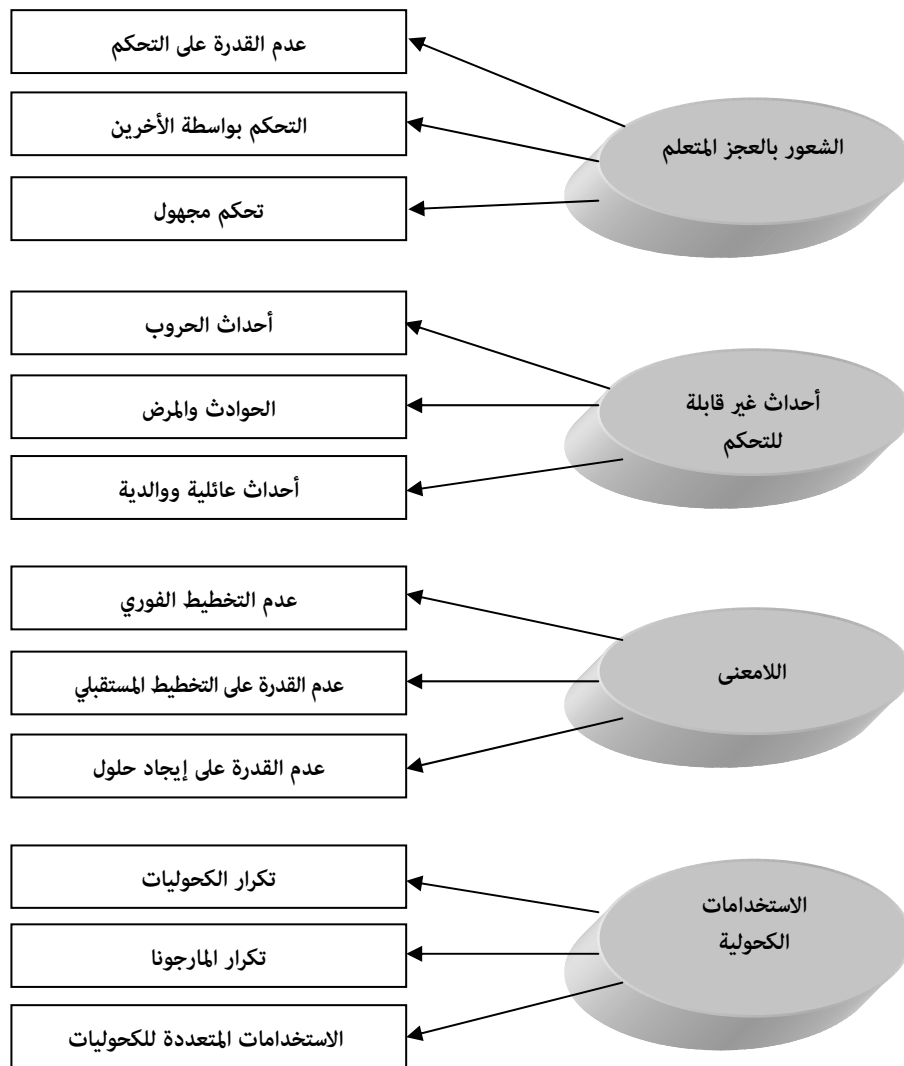 الشعور بالعجز المتعلم
عدم القدرة على التحكم
التحكم بواسطة الأخرين
تحكم مجهول
أحداث غير قابلة
للتحكم
أحداث الحروب
الحوادث والمرض
أحداث عائلية ووالدية
اللامعنى
عدم التخطيط الفوري
عدم القدرة على التخطيط المستقبلي
عدم القدرة على إيجاد حلول
الاستخدامات
الكحولية
تكرار الكحوليات
تكرار المارجونا
الاستخدامات المتعددة للكحوليات